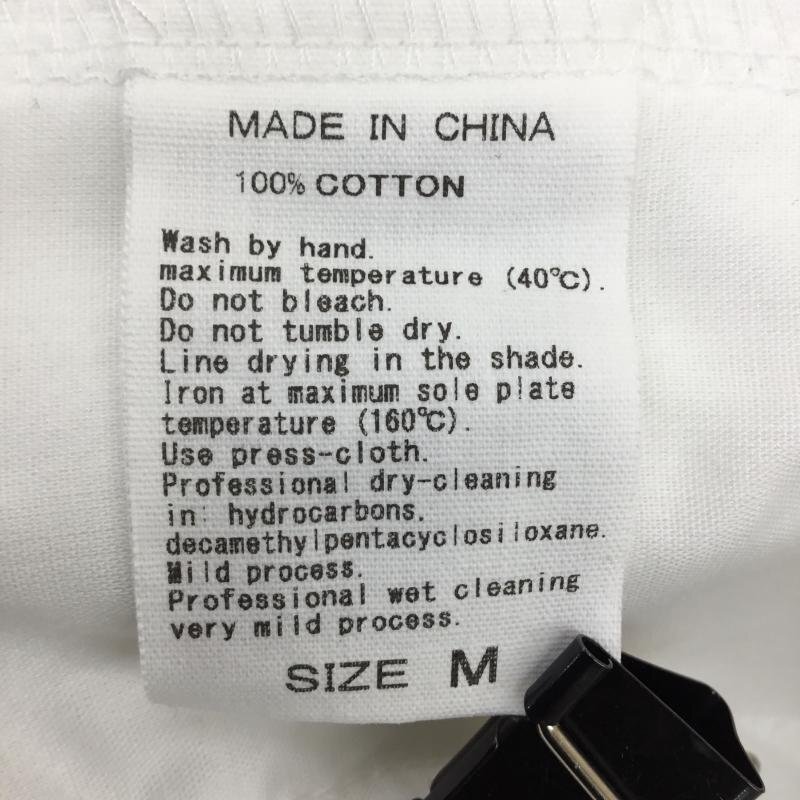 MADE IN CHINA
100% COTTON
Wash by hand.
maximum temperature (40℃).
Do not bleach.
Do not tumble dry.
Line drying in the shade.
Iron at maximum sole plate
temperature (160℃).
Use press-cloth.
Professional dry-cleaning
in: hydrocarbons.
decamethylpentacyclosiloxane.
Mild process.
Professional wet cleaning
very mild process.
SIZE M